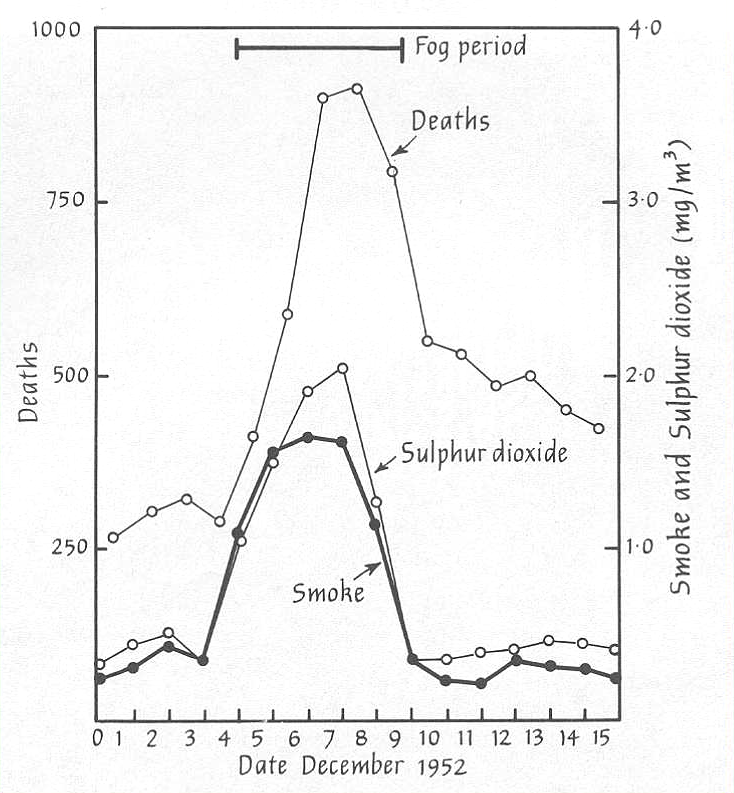 1000
4·0
Fog period
Deaths
750
3·0
Deaths
500
2·0
Smoke and Sulphur dioxide (mg/m³)
Sulphur dioxide
250
1·0
Smoke
0 1 2 3 4 5 6 7 8 9 10 11 12 13 14 15
Date December 1952